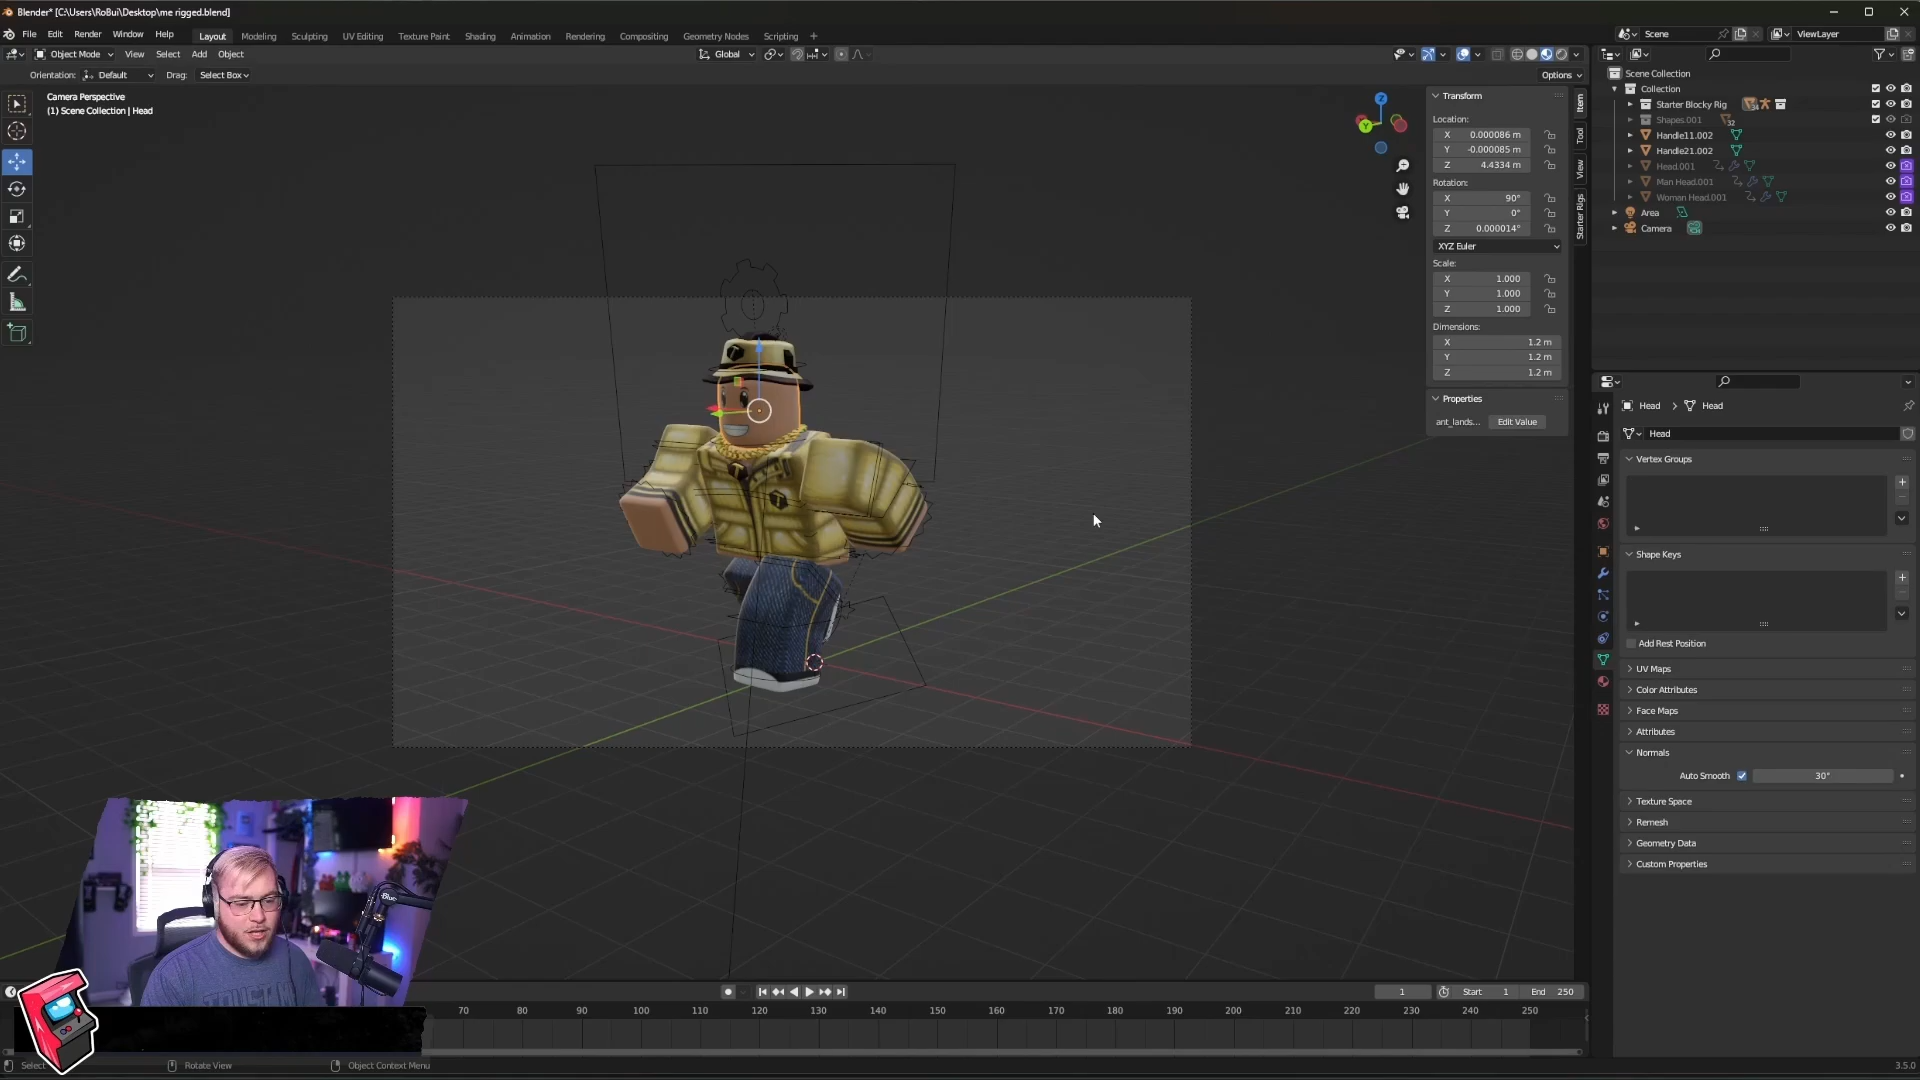 Blender* [C:\Users\RoBui\Desktop\me rigged.blend]
File Edit Render Window Help Layout Modeling Sculpting UV Editing Texture Paint Shading Animation Rendering Compositing Geometry Nodes Scripting + Scene ViewLayer
Object Mode View Select Add Object Global
Orientation: Default Drag: Select Box Options
Camera Perspective
(1) Scene Collection | Head
Z
Y
Transform
Location:
X 0.000086 m
Y -0.000085 m
Z 4.4334 m
Rotation:
X 90°
Y 0°
Z 0.000014°
XYZ Euler
Scale:
X 1.000
Y 1.000
Z 1.000
Dimensions:
X 1.2 m
Y 1.2 m
Z 1.2 m
Properties
ant_lands... Edit Value
Item
Tool
View
Starter Rigs
Scene Collection
Collection
Starter Blocky Rig 34
Shapes.001 32
Handle11.002
Handle21.002
Head.001
Man Head.001
Woman Head.001
Area
Camera
Head > Head
Head
Vertex Groups
Shape Keys
Add Rest Position
UV Maps
Color Attributes
Face Maps
Attributes
Normals
Auto Smooth 30°
Texture Space
Remesh
Geometry Data
Custom Properties
Blue
1 Start 1 End 250
70 80 90 100 110 120 130 140 150 160 170 180 190 200 210 220 230 240 250
Select Rotate View Object Context Menu 3.5.0